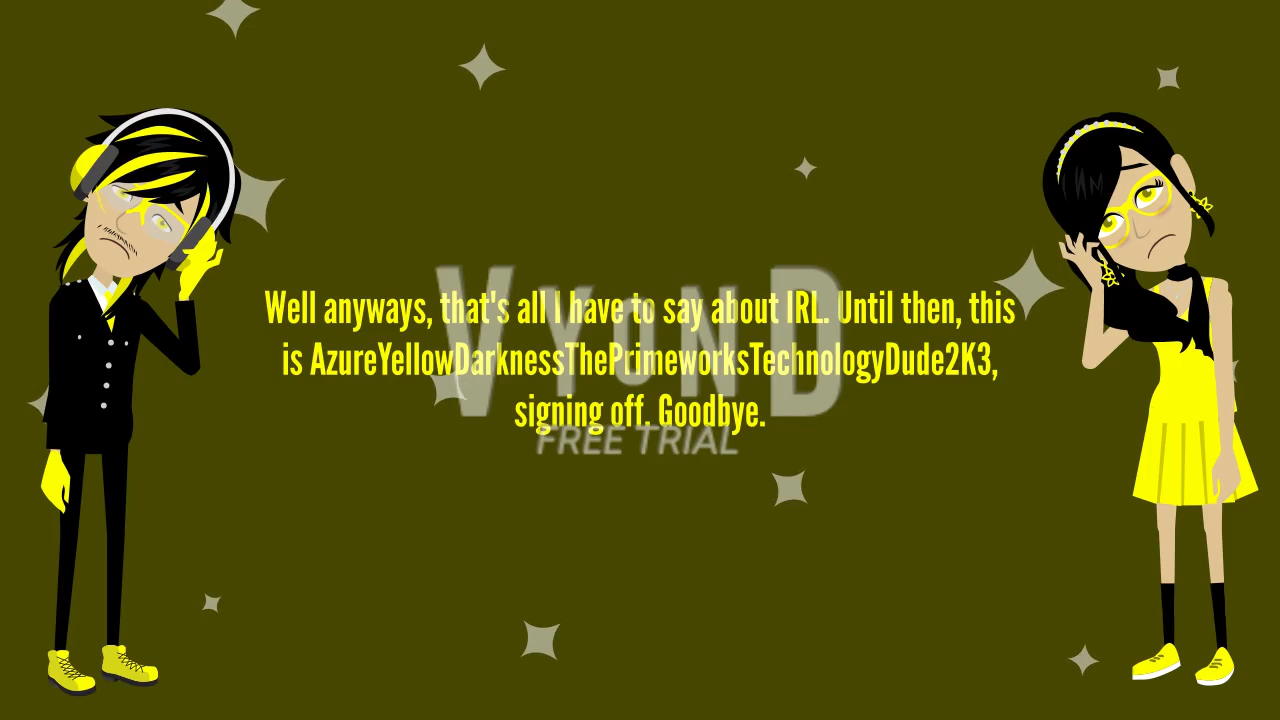 Well anyways, that's all I have to say about IRL. Until then, this
is AzureYellowDarknessThePrimeworksTechnologyDude2K3,
signing off. Goodbye.
VYOND
FREE TRIAL